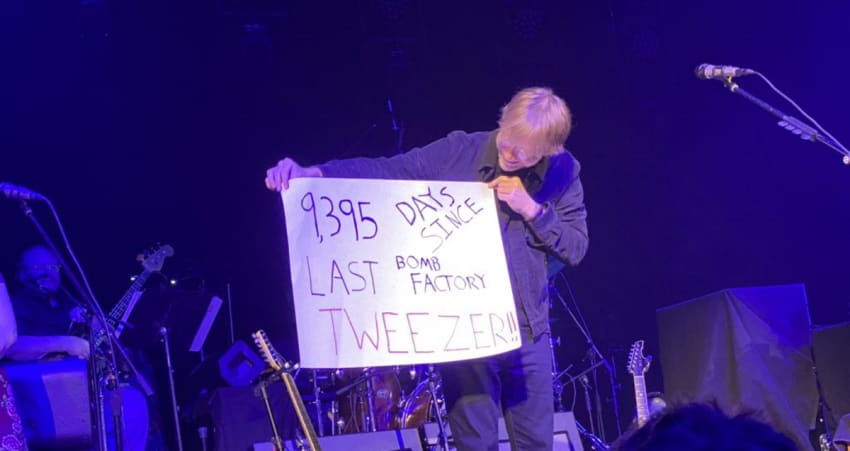 9,395 DAYS SINCE
LAST BOMB FACTORY
TWEEZER!!